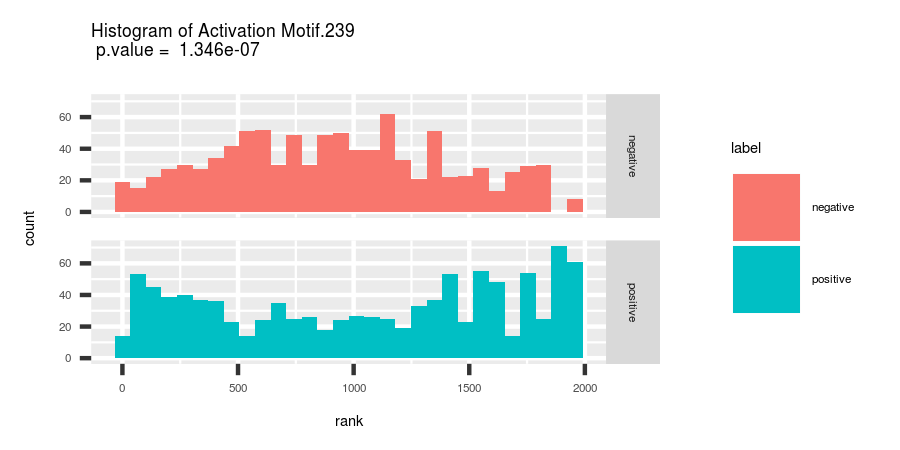 Histogram of Activation Motif.239
p.value =  1.346e-07
count
60
40
20
0
negative
60
40
20
0
positive
0
500
1000
1500
2000
rank
label
negative
positive